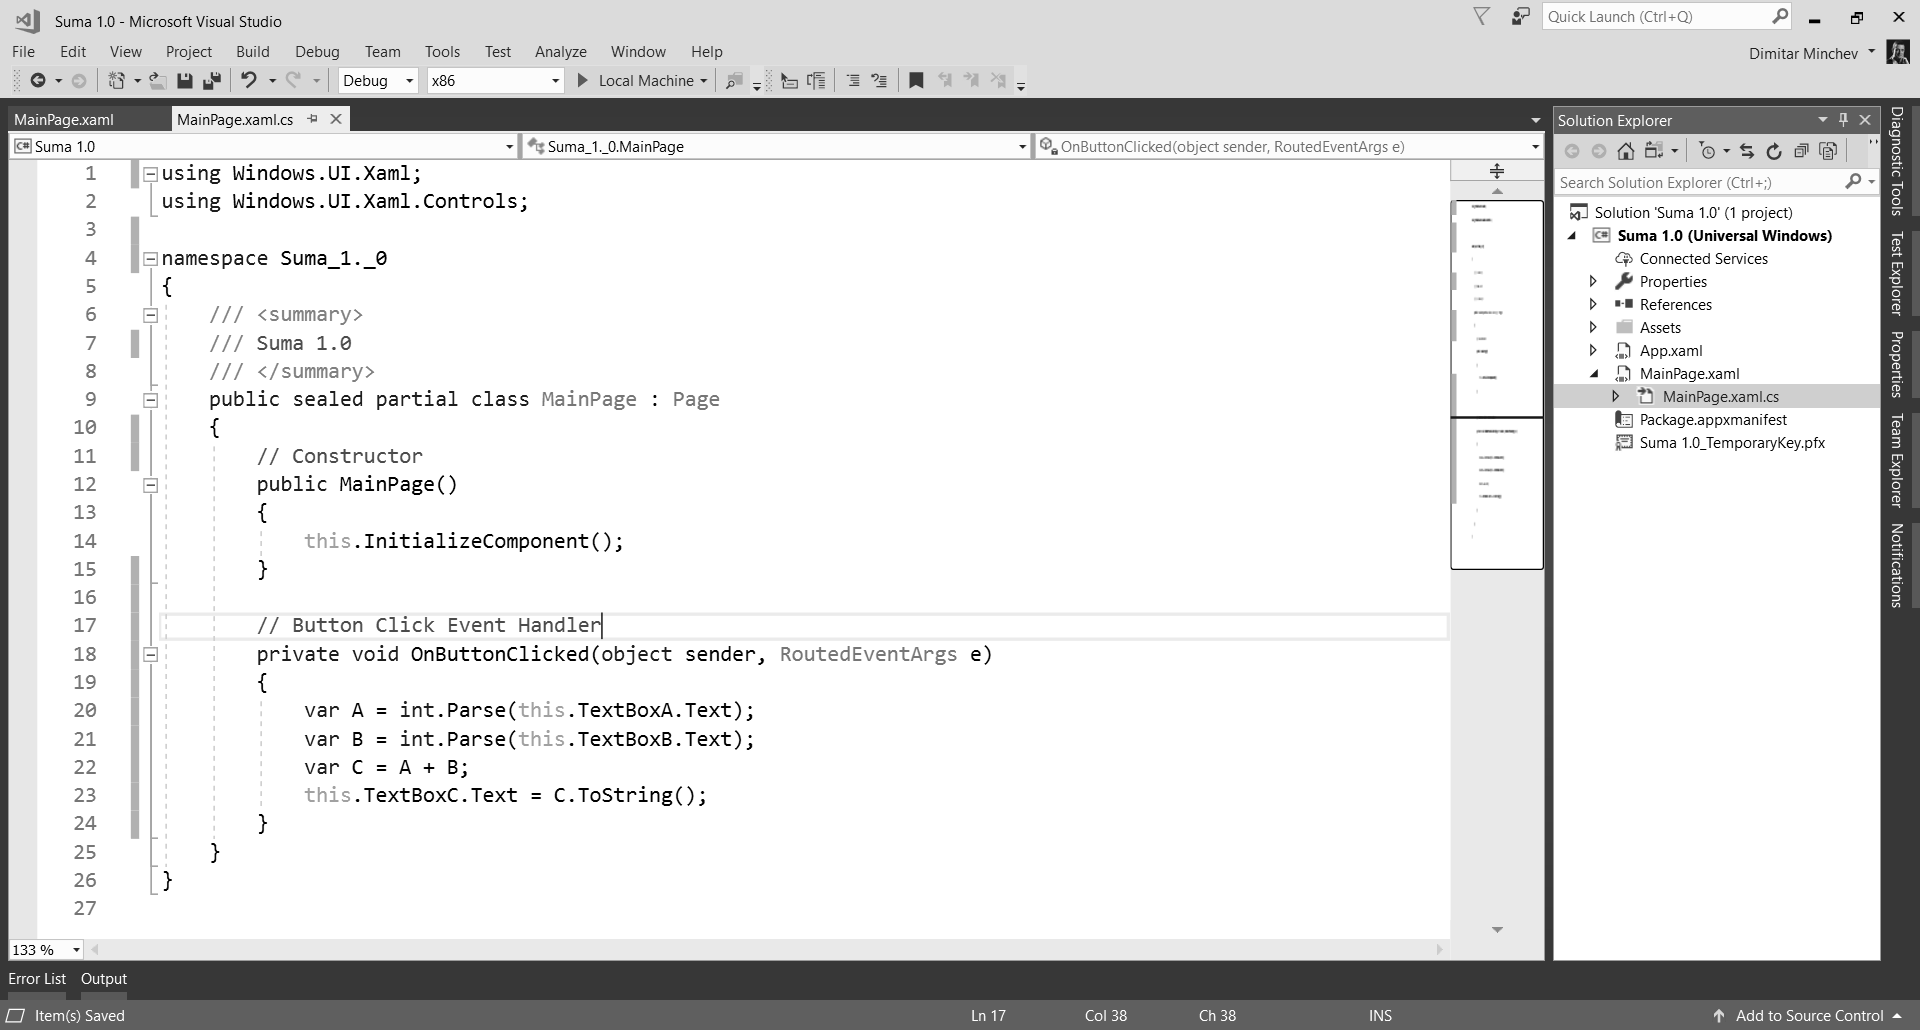 Suma 1.0 - Microsoft Visual Studio
Quick Launch (Ctrl+Q)
File Edit View Project Build Debug Team Tools Test Analyze Window Help
Dimitar Minchev
Debug x86 Local Machine
MainPage.xaml MainPage.xaml.cs
Suma 1.0 Suma_1._0.MainPage OnButtonClicked(object sender, RoutedEventArgs e)
1 using Windows.UI.Xaml;
2 using Windows.UI.Xaml.Controls;
3
4 namespace Suma_1._0
5 {
6 /// <summary>
7 /// Suma 1.0
8 /// </summary>
9 public sealed partial class MainPage : Page
10 {
11 // Constructor
12 public MainPage()
13 {
14 this.InitializeComponent();
15 }
16
17 // Button Click Event Handler
18 private void OnButtonClicked(object sender, RoutedEventArgs e)
19 {
20 var A = int.Parse(this.TextBoxA.Text);
21 var B = int.Parse(this.TextBoxB.Text);
22 var C = A + B;
23 this.TextBoxC.Text = C.ToString();
24 }
25 }
26 }
27
133 %
Solution Explorer
Search Solution Explorer (Ctrl+;)
Solution 'Suma 1.0' (1 project)
C# Suma 1.0 (Universal Windows)
Connected Services
Properties
References
Assets
App.xaml
MainPage.xaml
MainPage.xaml.cs
Package.appxmanifest
Suma 1.0_TemporaryKey.pfx
Diagnostic Tools
Test Explorer
Properties
Team Explorer
Notifications
Error List Output
Item(s) Saved Ln 17 Col 38 Ch 38 INS Add to Source Control